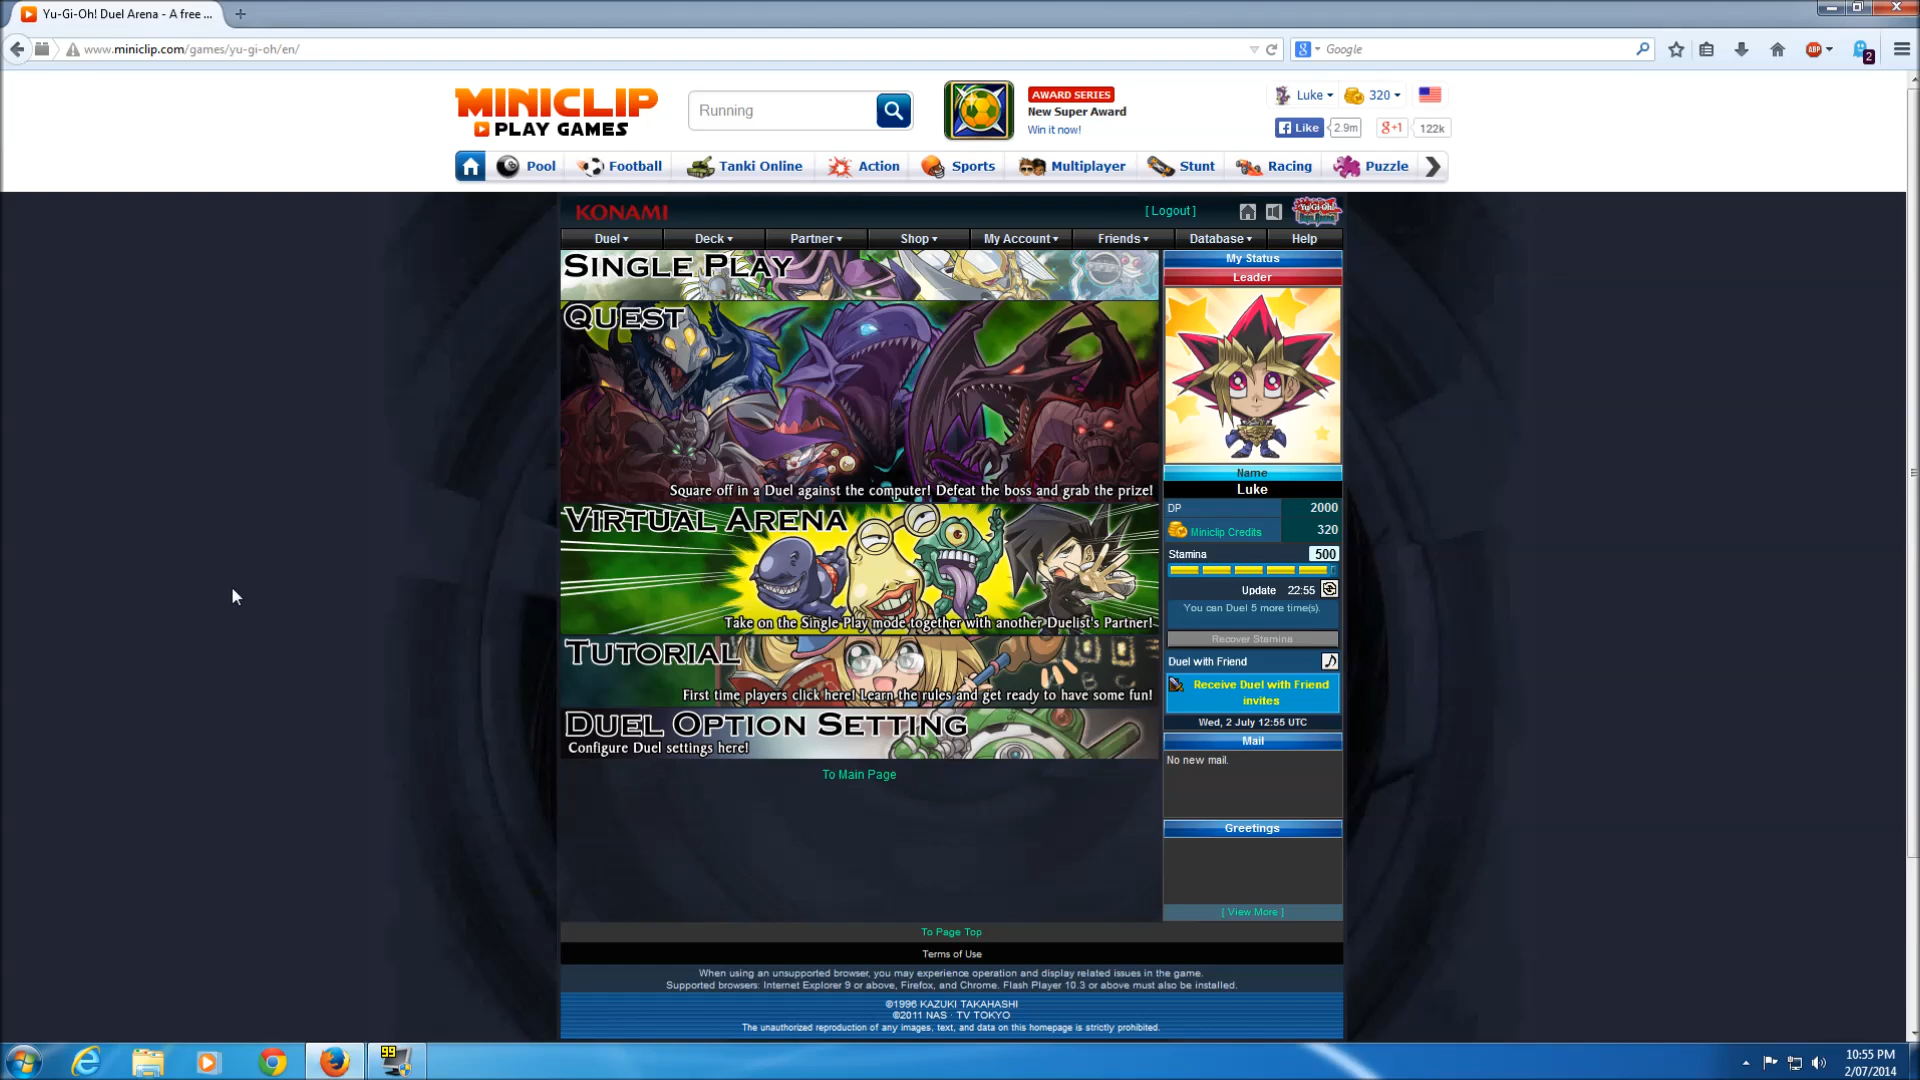 Yu-Gi-Oh! Duel Arena - A free ...
www.miniclip.com/games/yu-gi-oh/en/
Google
ABP
2
MINICLIP
PLAY GAMES
Running
AWARD SERIES
New Super Award
Win it now!
Luke
320
Like
2.9m
g+1
122k
Pool
Football
Tanki Online
Action
Sports
Multiplayer
Stunt
Racing
Puzzle
KONAMI
[ Logout ]
Yu-Gi-Oh!
Duel
Deck
Partner
Shop
My Account
Friends
Database
Help
SINGLE PLAY
QUEST
Square off in a Duel against the computer! Defeat the boss and grab the prize!
VIRTUAL ARENA
Take on the Single Play mode together with another Duelist's Partner!
TUTORIAL
First time players click here! Learn the rules and get ready to have some fun!
DUEL OPTION SETTING
Configure Duel settings here!
To Main Page
My Status
Leader
Name
Luke
DP 2000
Miniclip Credits 320
Stamina 500
Update 22:55
You can Duel 5 more time(s).
Recover Stamina
Duel with Friend
Receive Duel with Friend
invites
Wed, 2 July 12:55 UTC
Mail
No new mail.
Greetings
[ View More ]
To Page Top
Terms of Use
When using an unsupported browser, you may experience operation and display related issues in the game.
Supported browsers: Internet Explorer 9 or above, Firefox, and Chrome. Flash Player 10.3 or above must also be installed.
©1996 KAZUKI TAKAHASHI
©2011 NAS · TV TOKYO
The unauthorized reproduction of any images, text, and data on this homepage is strictly prohibited.
99
10:55 PM
2/07/2014